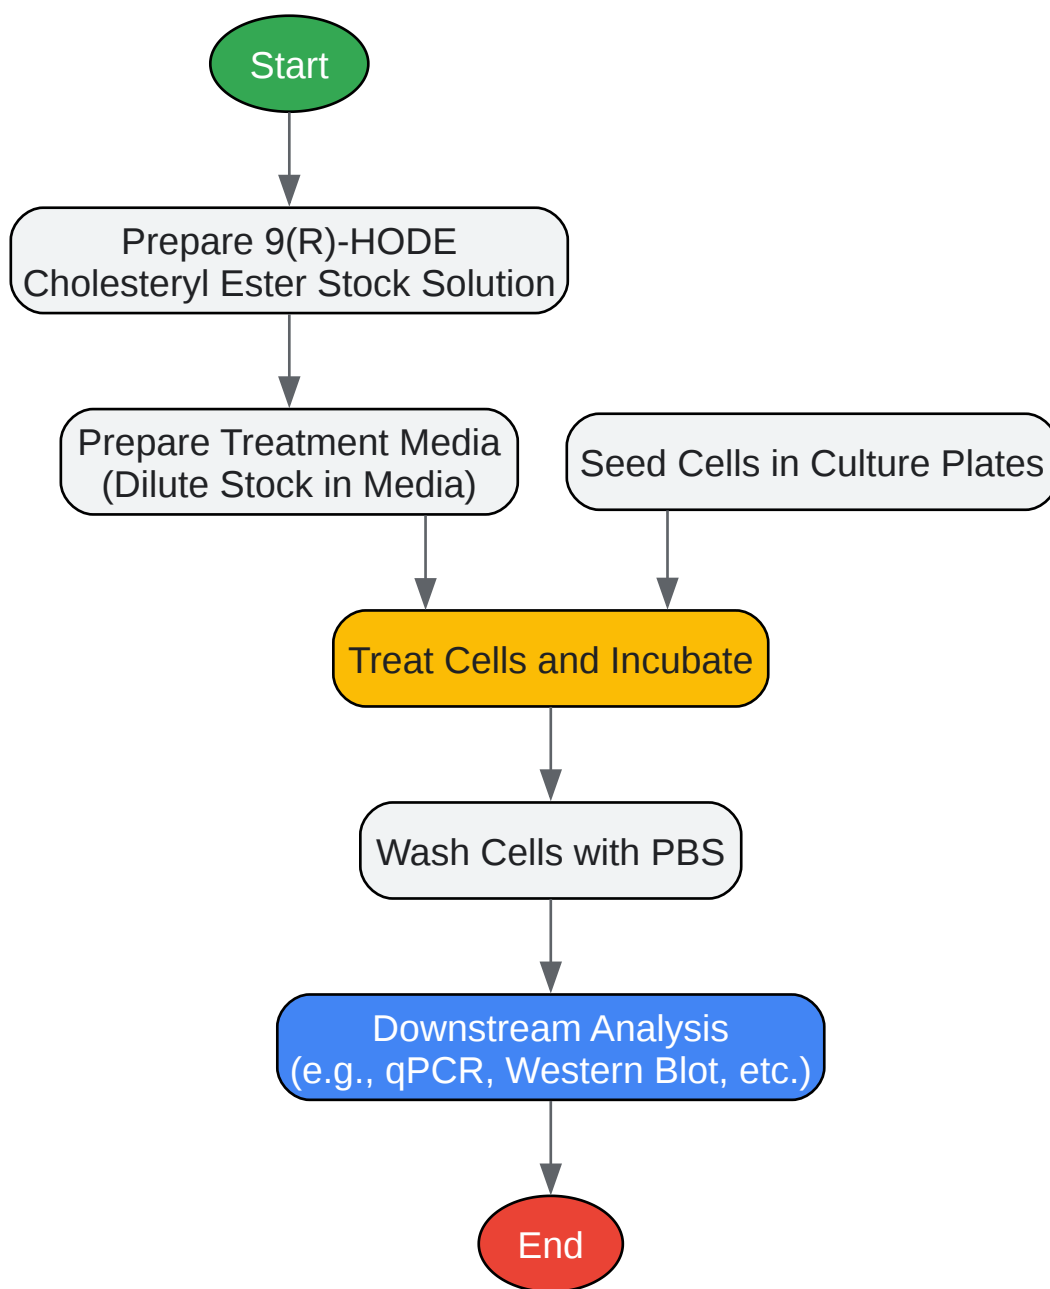 Start
Prepare 9(R)-HODE
Cholesteryl Ester Stock Solution
Prepare Treatment Media
(Dilute Stock in Media)
Seed Cells in Culture Plates
Treat Cells and Incubate
Wash Cells with PBS
Downstream Analysis
(e.g., qPCR, Western Blot, etc.)
End